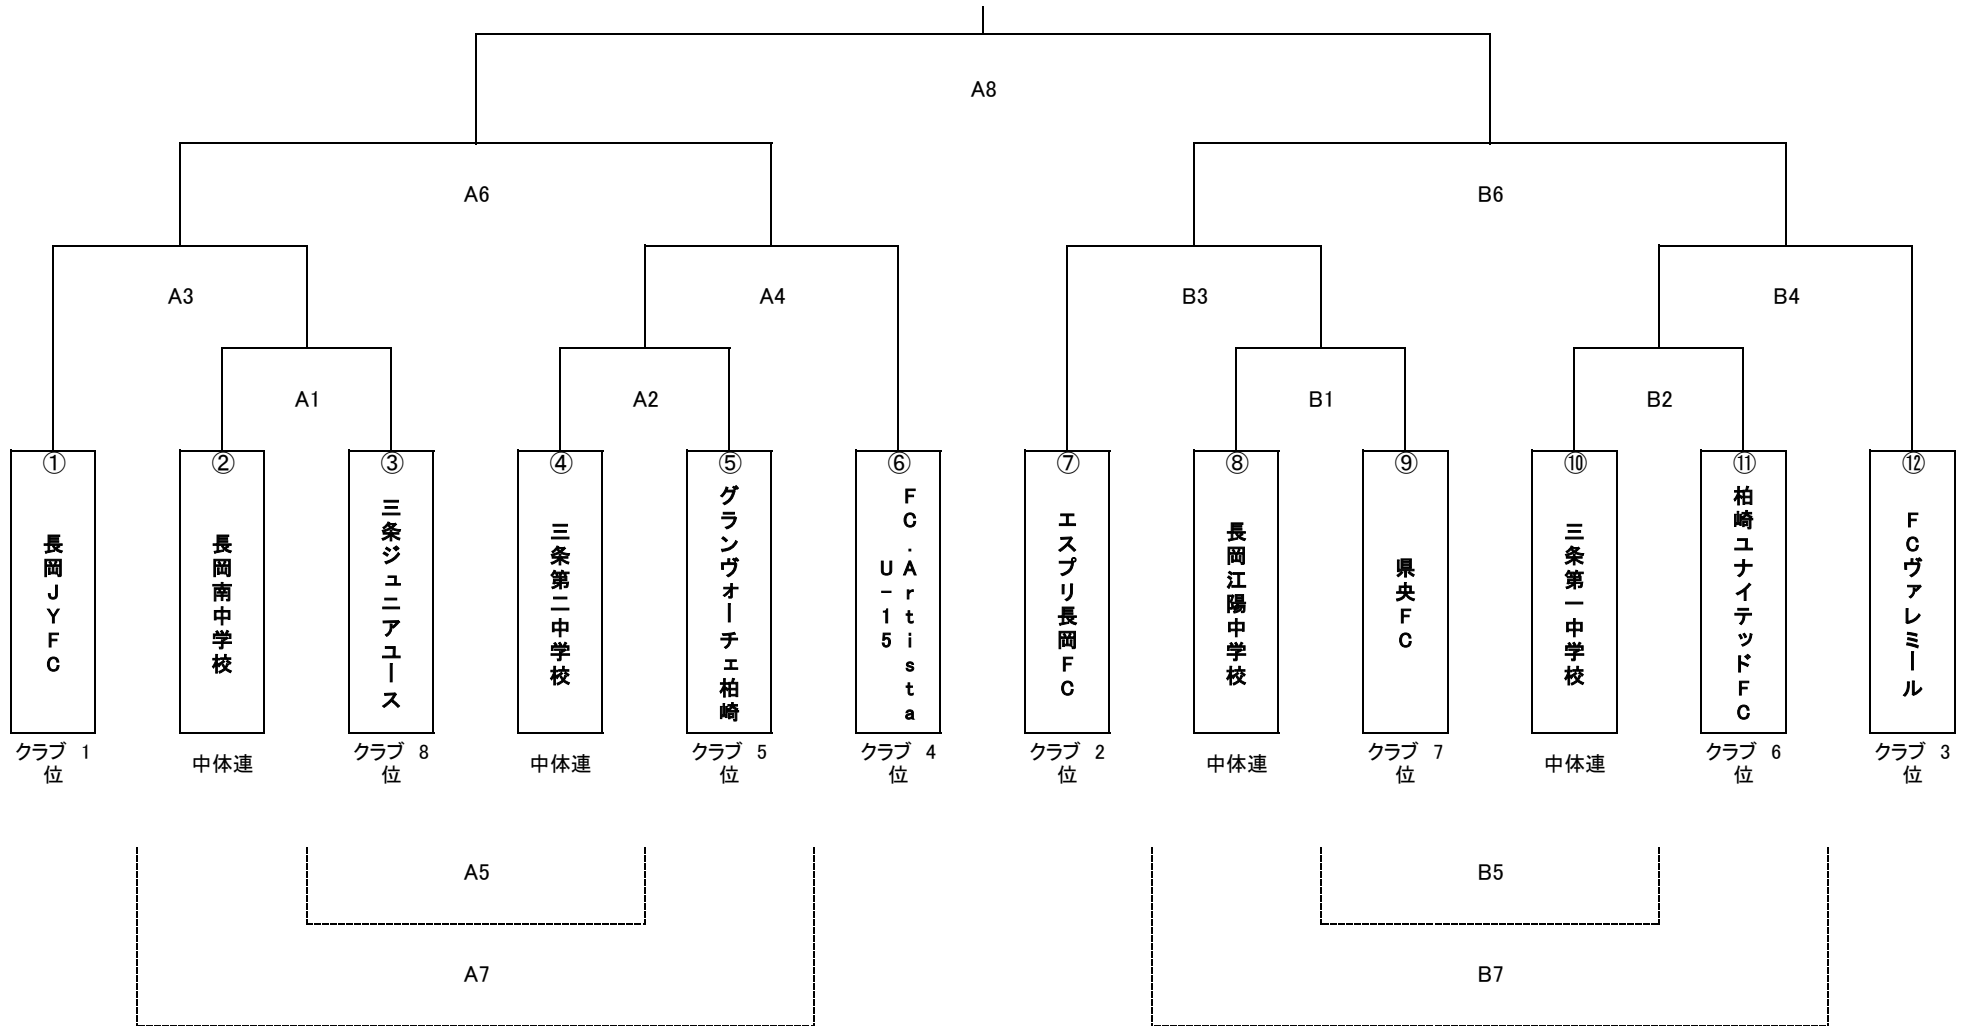 A8
A6
B6
A3
A4
B3
B4
A1
A2
B1
B2
①
長岡ＪＹＦＣ
クラブ 1位
②
長岡南中学校
中体連
③
三条ジュニアユース
クラブ 8位
④
三条第二中学校
中体連
⑤
グランヴォーチェ柏崎
クラブ 5位
⑥
ＦＣ．Ａｒｔｉｓｔａ
Ｕ－１５
クラブ 4位
⑦
エスプリ長岡ＦＣ
クラブ 2位
⑧
長岡江陽中学校
中体連
⑨
県央ＦＣ
クラブ 7位
⑩
三条第一中学校
中体連
⑪
柏崎ユナイテッドＦＣ
クラブ 6位
⑫
ＦＣヴァレミール
クラブ 3位
A5
B5
A7
B7